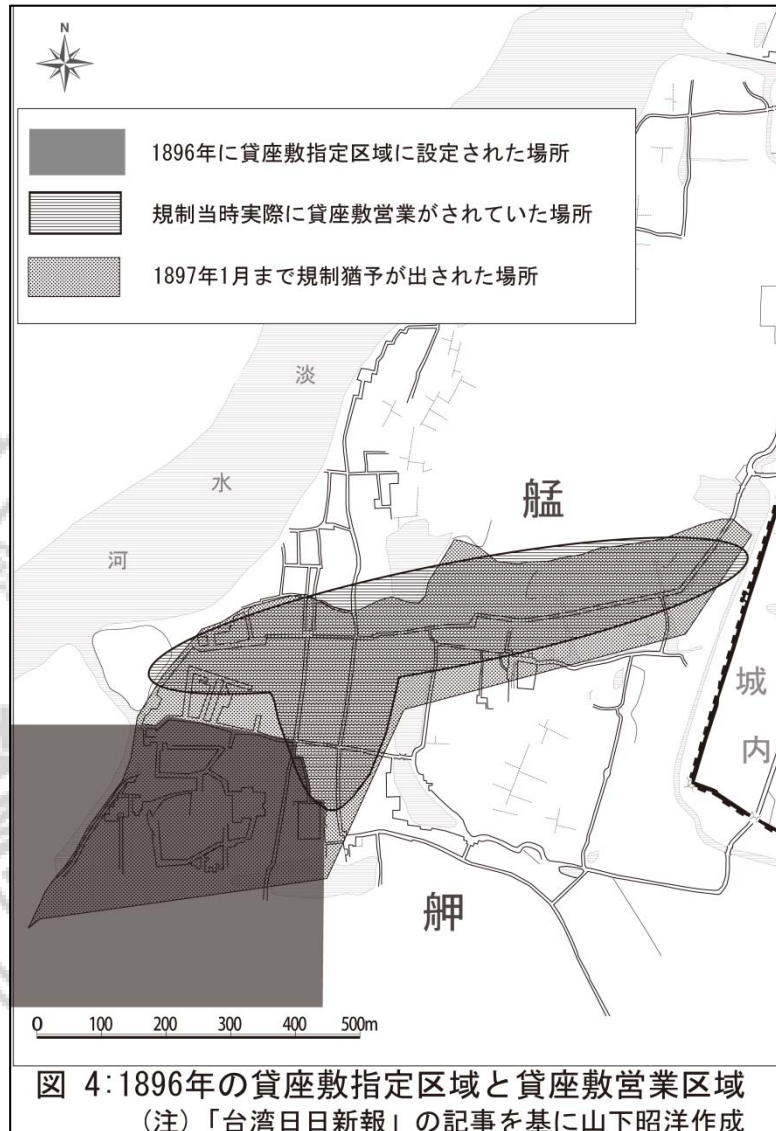 N
1896年に貸座敷指定区域に設定された場所
規制当時実際に貸座敷営業がされていた場所
1897年1月まで規制猶予が出された場所
淡
水
河
艋
舺
城
内
0 100 200 300 400 500m
図 4:1896年の貸座敷指定区域と貸座敷営業区域
(注)「台湾日日新報」の記事を基に山下昭洋作成